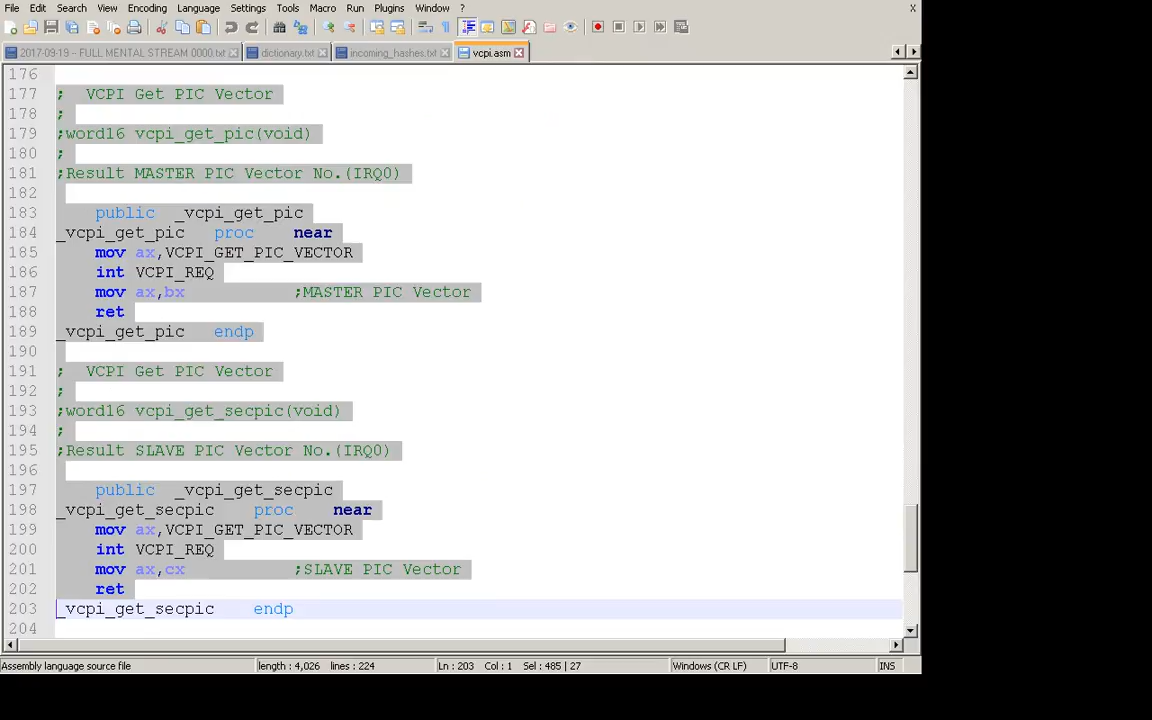 File Edit Search View Encoding Language Settings Tools Macro Run Plugins Window ? X
2017-09-19 – FULL MENTAL STREAM 0000.txt dictionary.txt incoming_hashes.txt vcpi.asm
176
177 ;  VCPI Get PIC Vector
178 ;
179 ;word16 vcpi_get_pic(void)
180 ;
181 ;Result MASTER PIC Vector No.(IRQ0)
182
183     public  _vcpi_get_pic
184 _vcpi_get_pic   proc    near
185     mov ax,VCPI_GET_PIC_VECTOR
186     int VCPI_REQ
187     mov ax,bx           ;MASTER PIC Vector
188     ret
189 _vcpi_get_pic   endp
190
191 ;  VCPI Get PIC Vector
192 ;
193 ;word16 vcpi_get_secpic(void)
194 ;
195 ;Result SLAVE PIC Vector No.(IRQ0)
196
197     public  _vcpi_get_secpic
198 _vcpi_get_secpic    proc    near
199     mov ax,VCPI_GET_PIC_VECTOR
200     int VCPI_REQ
201     mov ax,cx           ;SLAVE PIC Vector
202     ret
203 _vcpi_get_secpic    endp
204
Assembly language source file length : 4,026 lines : 224 Ln : 203 Col : 1 Sel : 485 | 27 Windows (CR LF) UTF-8 INS